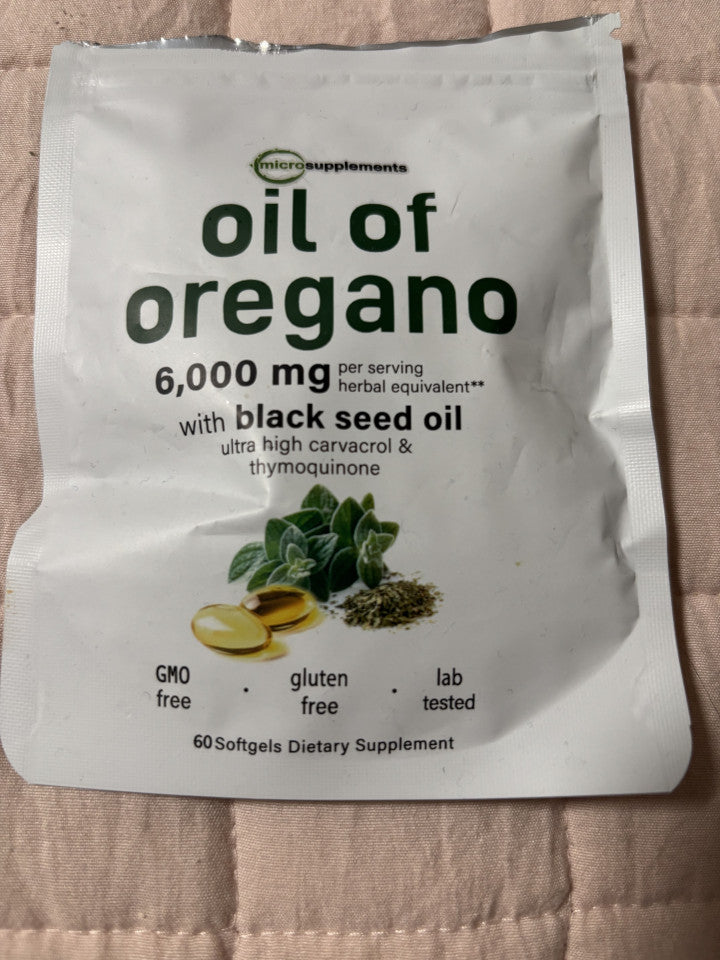 microsupplements
oil of
oregano
6,000 mg per serving
herbal equivalent**
with black seed oil
ultra high carvacrol &
thymoquinone
GMO
free
·
gluten
free
·
lab
tested
60 Softgels Dietary Supplement